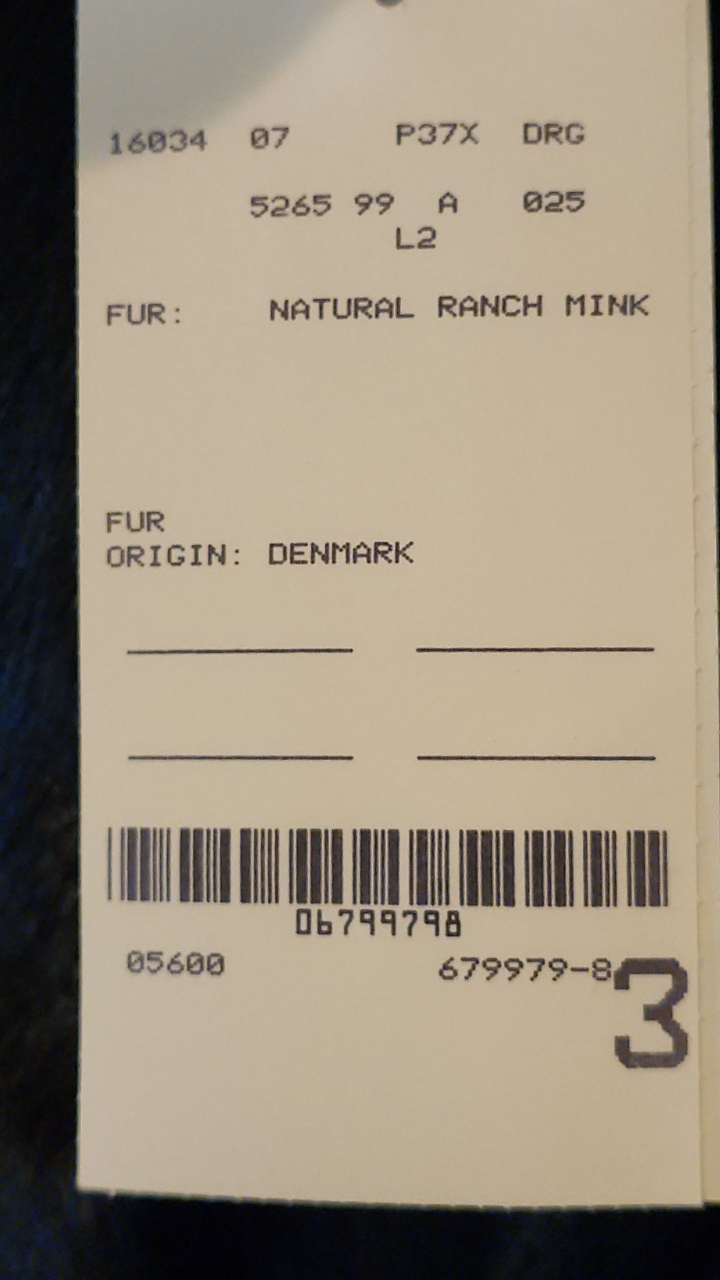 16034 07 P37X DRG
5265 99 A 025
L2
FUR: NATURAL RANCH MINK
FUR
ORIGIN: DENMARK
06799798
05600 679979-8
3